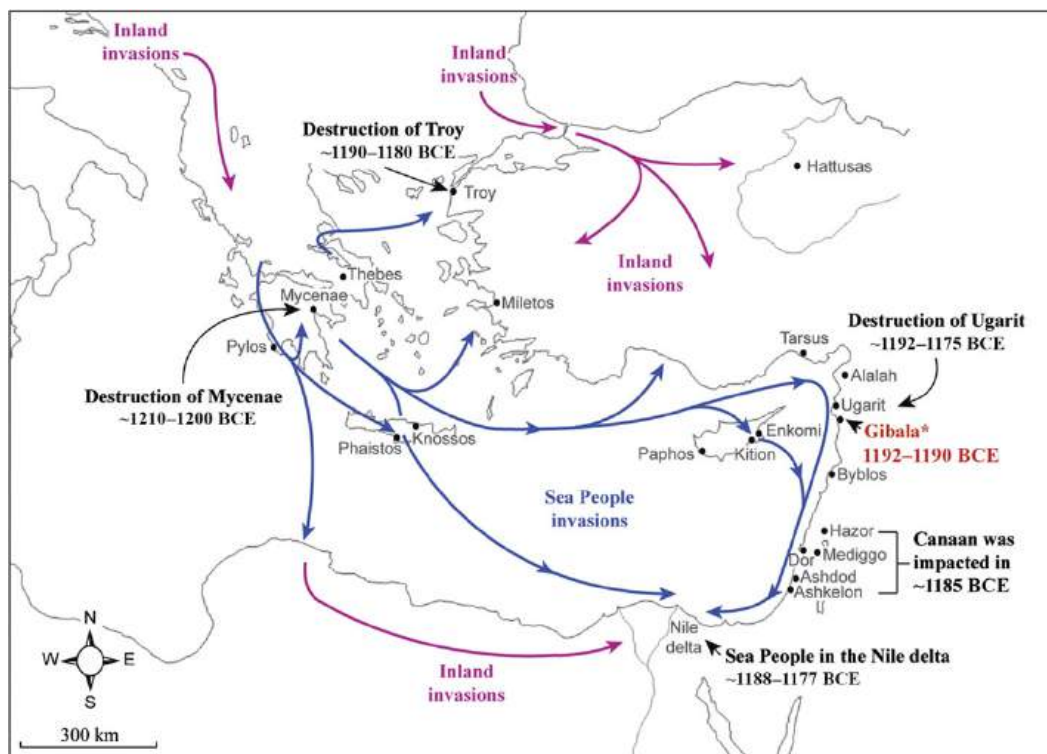 Inland
invasions
Inland
invasions
Destruction of Troy
~1190–1180 BCE
Hattusas
Troy
Inland
invasions
Thebes
Mycenae
Miletos
Destruction of Ugarit
~1192–1175 BCE
Tarsus
Pylos
Alalah
Destruction of Mycenae
~1210–1200 BCE
Ugarit
Gibala*
1192–1190 BCE
Knossos
Phaistos
Enkomi
Paphos
Kition
Byblos
Sea People
invasions
Hazor
Dor
Mediggo
Ashdod
Ashkelon
Canaan was
impacted in
~1185 BCE
N
W
E
S
Nile
delta
Sea People in the Nile delta
~1188–1177 BCE
Inland
invasions
300 km